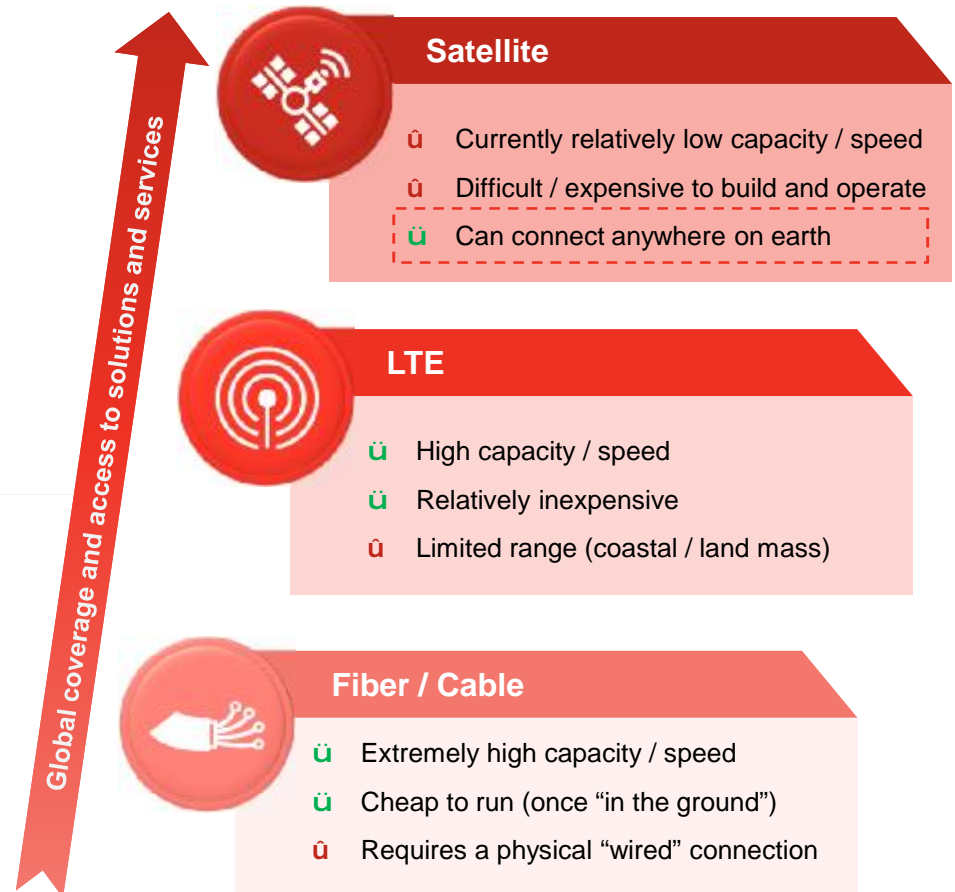 Global coverage and access to solutions and services
Satellite
û Currently relatively low capacity / speed
û Difficult / expensive to build and operate
ü Can connect anywhere on earth
LTE
ü High capacity / speed
ü Relatively inexpensive
û Limited range (coastal / land mass)
Fiber / Cable
ü Extremely high capacity / speed
ü Cheap to run (once “in the ground”)
û Requires a physical “wired” connection